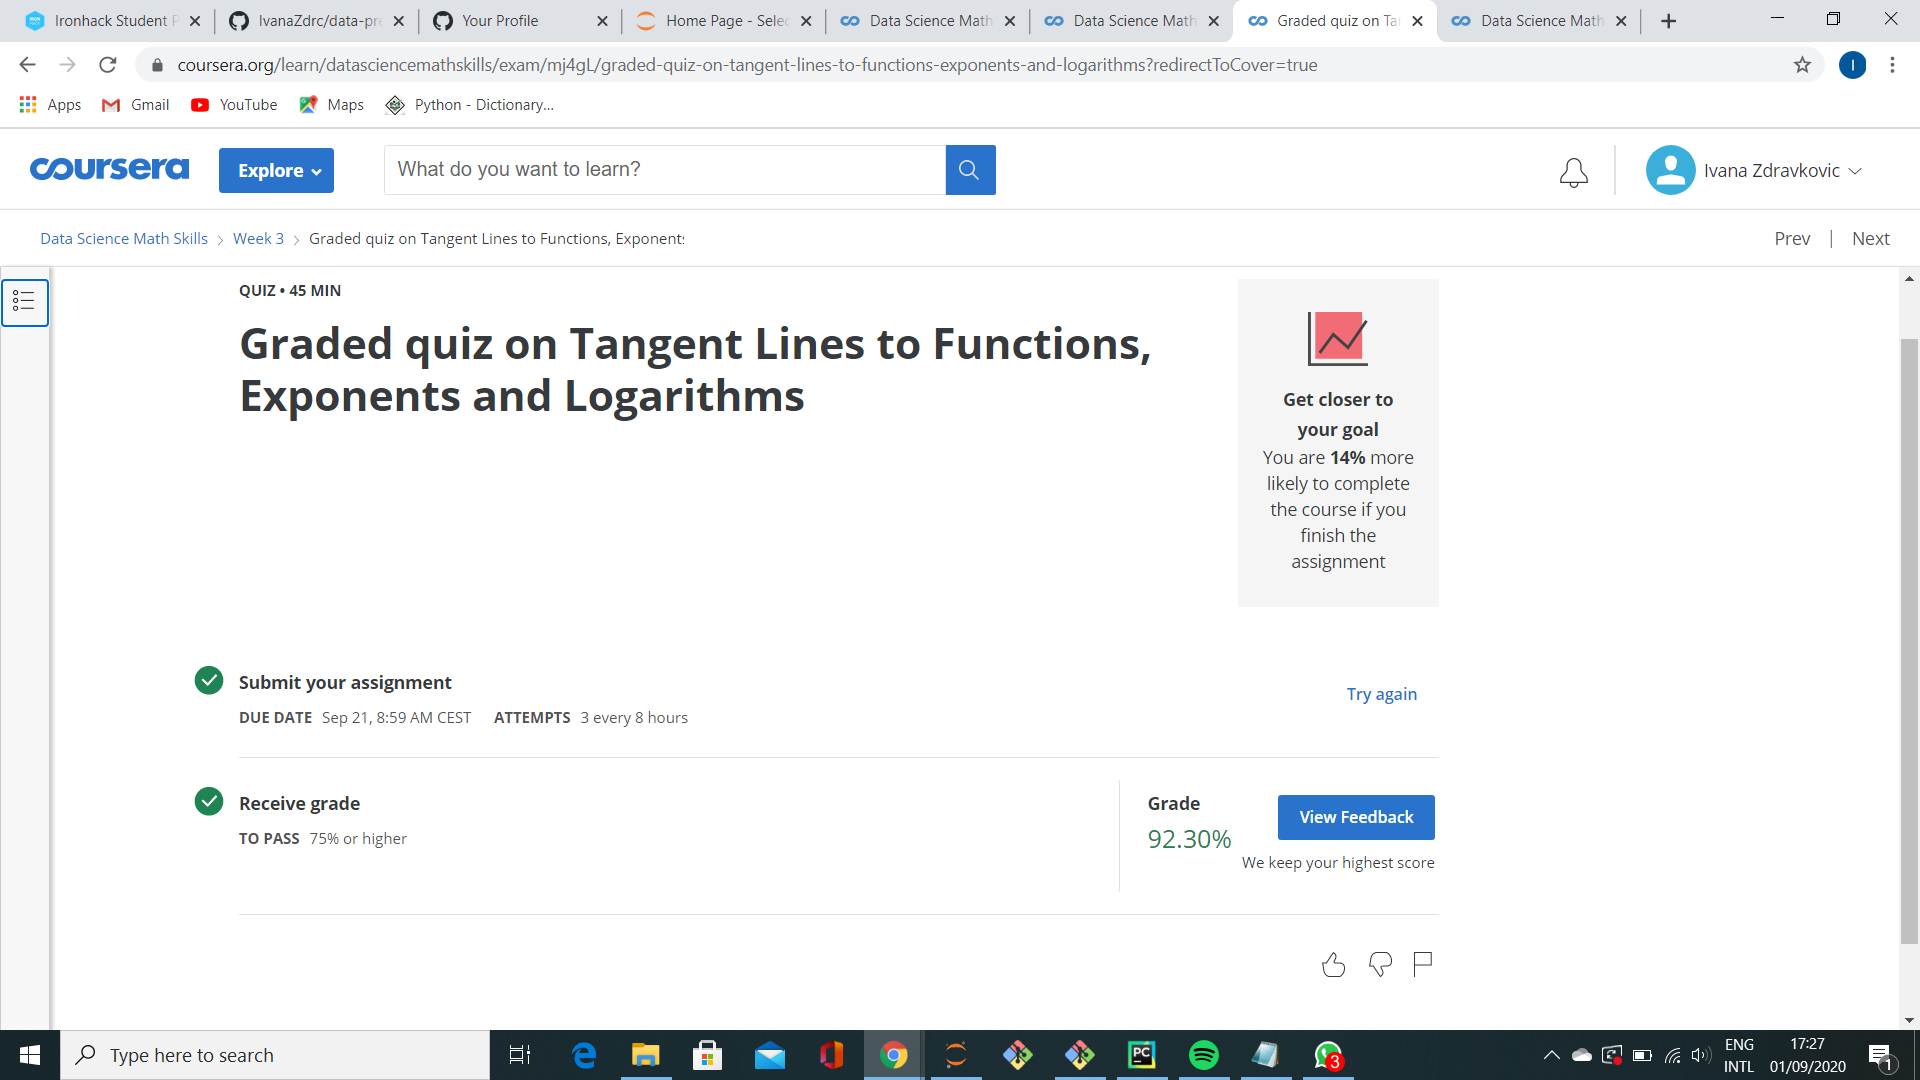 Ironhack Student P
IvanaZdrc/data-pre
Your Profile
Home Page - Selec
Data Science Math
Data Science Math
Graded quiz on Ta
Data Science Math
coursera.org/learn/datasciencemathskills/exam/mj4gL/graded-quiz-on-tangent-lines-to-functions-exponents-and-logarithms?redirectToCover=true
I
Apps
Gmail
YouTube
Maps
Python - Dictionary...
coursera
Explore
What do you want to learn?
Ivana Zdravkovic
Data Science Math Skills
Week 3
Graded quiz on Tangent Lines to Functions, Exponents
Prev
Next
QUIZ • 45 MIN
Graded quiz on Tangent Lines to Functions,
Exponents and Logarithms
Get closer to
your goal
You are 14% more
likely to complete
the course if you
finish the
assignment
Submit your assignment
DUE DATE Sep 21, 8:59 AM CEST ATTEMPTS 3 every 8 hours
Try again
Receive grade
TO PASS 75% or higher
Grade
92.30%
View Feedback
We keep your highest score
Type here to search
PC
3
ENG
INTL
17:27
01/09/2020
1